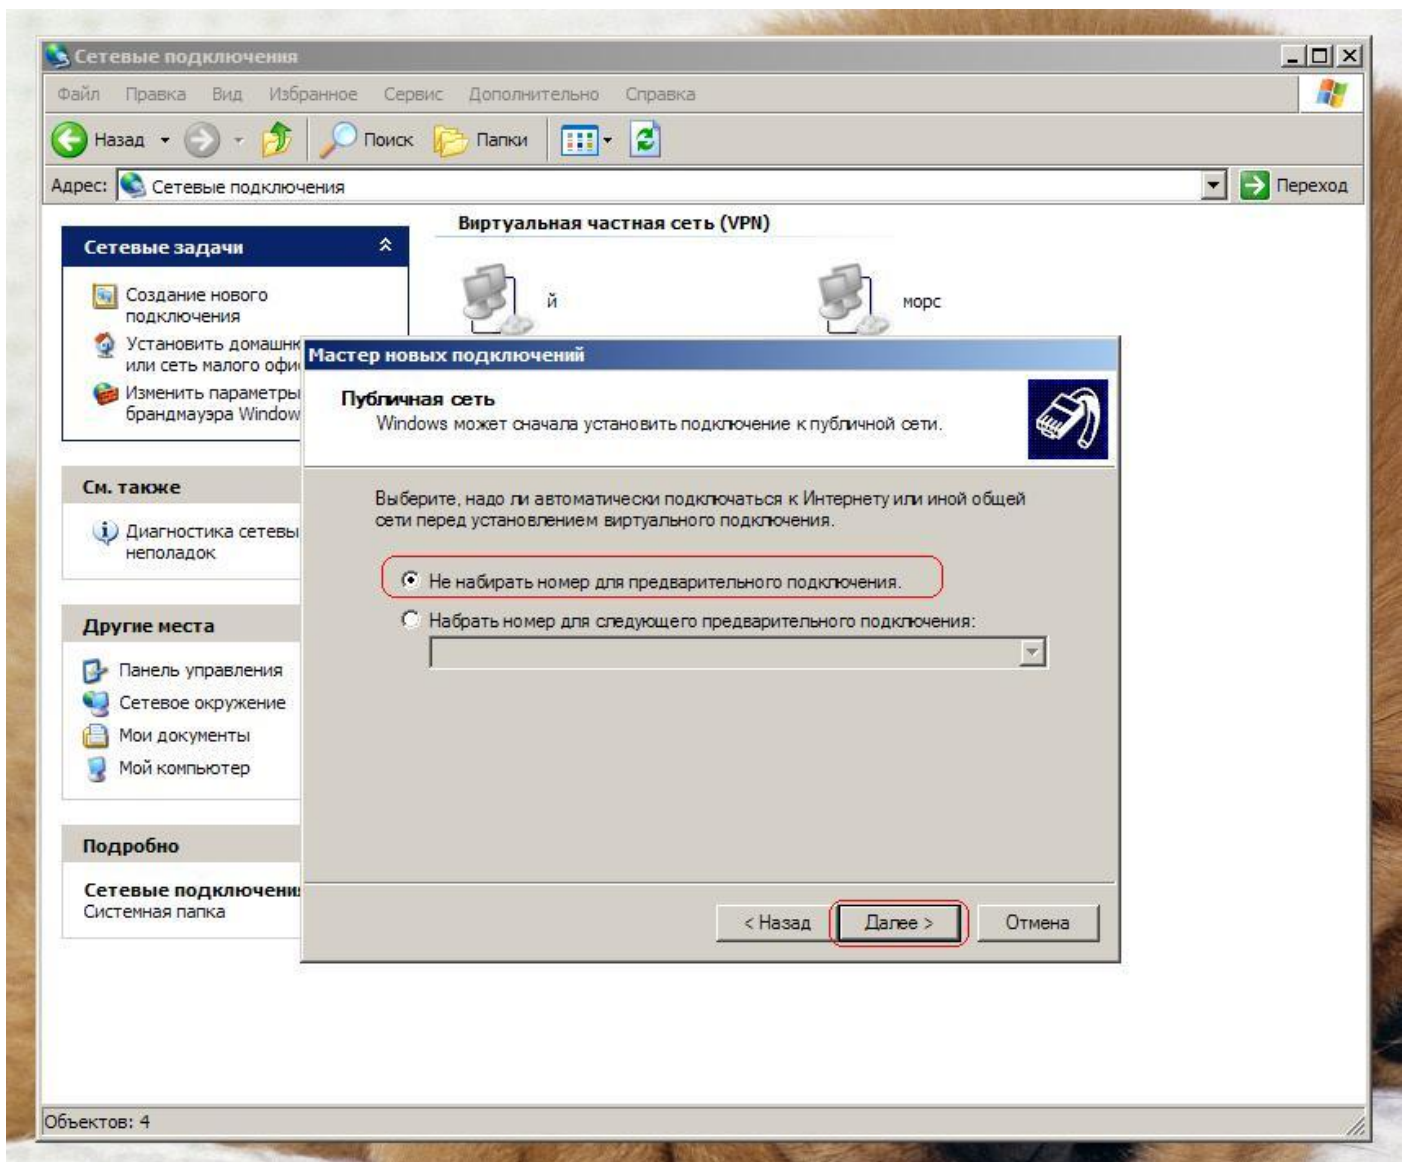 Сетевые подключения
Файл Правка Вид Избранное Сервис Дополнительно Справка
Назад Поиск Папки
Адрес: Сетевые подключения Переход
Виртуальная частная сеть (VPN)
й морс
Сетевые задачи
Создание нового
подключения
Установить домашн
или сеть малого офи
Изменить параметры
брандмауэра Window
См. также
Диагностика сетевы
неполадок
Другие места
Панель управления
Сетевое окружение
Мои документы
Мой компьютер
Подробно
Сетевые подключени
Системная папка
Мастер новых подключений
Публичная сеть
Windows может сначала установить подключение к публичной сети.
Выберите, надо ли автоматически подключаться к Интернету или иной общей
сети перед установлением виртуального подключения.
Не набирать номер для предварительного подключения.
Набрать номер для следующего предварительного подключения:
< Назад Далее > Отмена
Объектов: 4